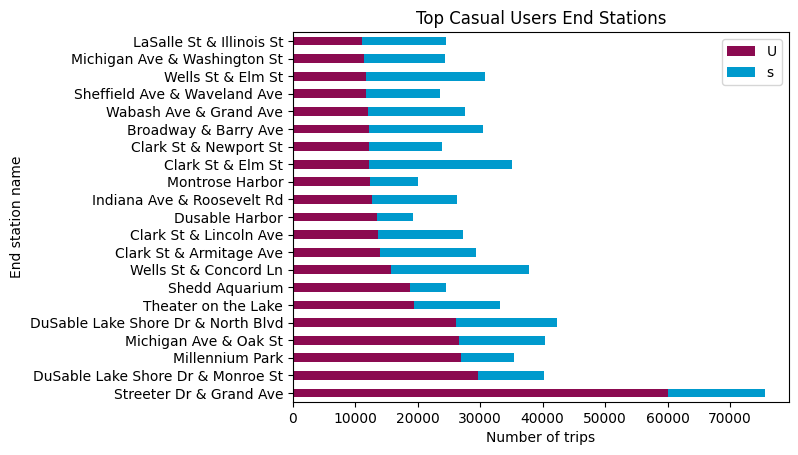 Top Casual Users End Stations
U
s
End station name
LaSalle St & Illinois St
Michigan Ave & Washington St
Wells St & Elm St
Sheffield Ave & Waveland Ave
Wabash Ave & Grand Ave
Broadway & Barry Ave
Clark St & Newport St
Clark St & Elm St
Montrose Harbor
Indiana Ave & Roosevelt Rd
Dusable Harbor
Clark St & Lincoln Ave
Clark St & Armitage Ave
Wells St & Concord Ln
Shedd Aquarium
Theater on the Lake
DuSable Lake Shore Dr & North Blvd
Michigan Ave & Oak St
Millennium Park
DuSable Lake Shore Dr & Monroe St
Streeter Dr & Grand Ave
0 10000 20000 30000 40000 50000 60000 70000
Number of trips